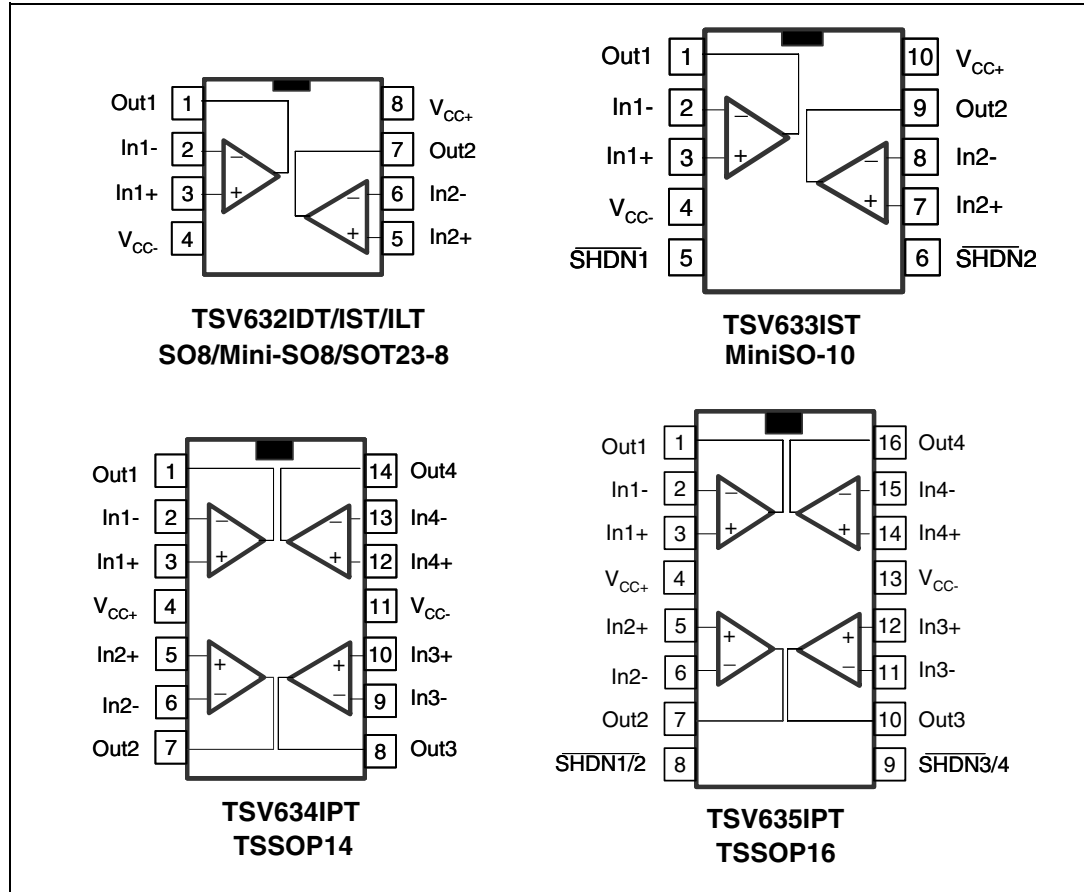 Out1 1 8 VCC+
In1- 2 − 7 Out2
In1+ 3 + − 6 In2-
VCC- 4 + 5 In2+
TSV632IDT/IST/ILT
SO8/Mini-SO8/SOT23-8
Out1 1 10 VCC+
In1- 2 − 9 Out2
In1+ 3 + − 8 In2-
VCC- 4 + 7 In2+
SHDN1 5 6 SHDN2
TSV633IST
MiniSO-10
Out1 1 14 Out4
In1- 2 − − 13 In4-
In1+ 3 + + 12 In4+
VCC+ 4 11 VCC-
In2+ 5 + + 10 In3+
In2- 6 − − 9 In3-
Out2 7 8 Out3
TSV634IPT
TSSOP14
Out1 1 16 Out4
In1- 2 − − 15 In4-
In1+ 3 + + 14 In4+
VCC+ 4 13 VCC-
In2+ 5 + + 12 In3+
In2- 6 − − 11 In3-
Out2 7 10 Out3
SHDN1/2 8 9 SHDN3/4
TSV635IPT
TSSOP16